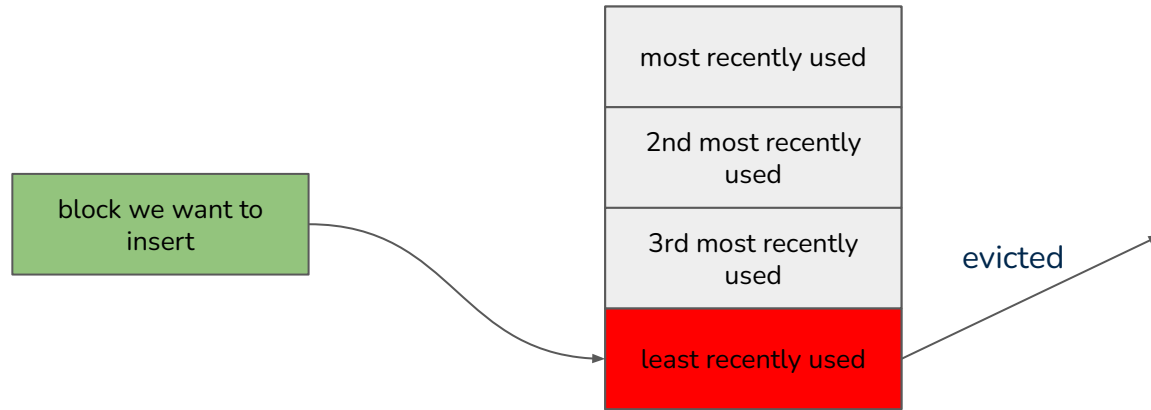 most recently used
2nd most recently
used
block we want to
insert
3rd most recently
used
evicted
least recently used